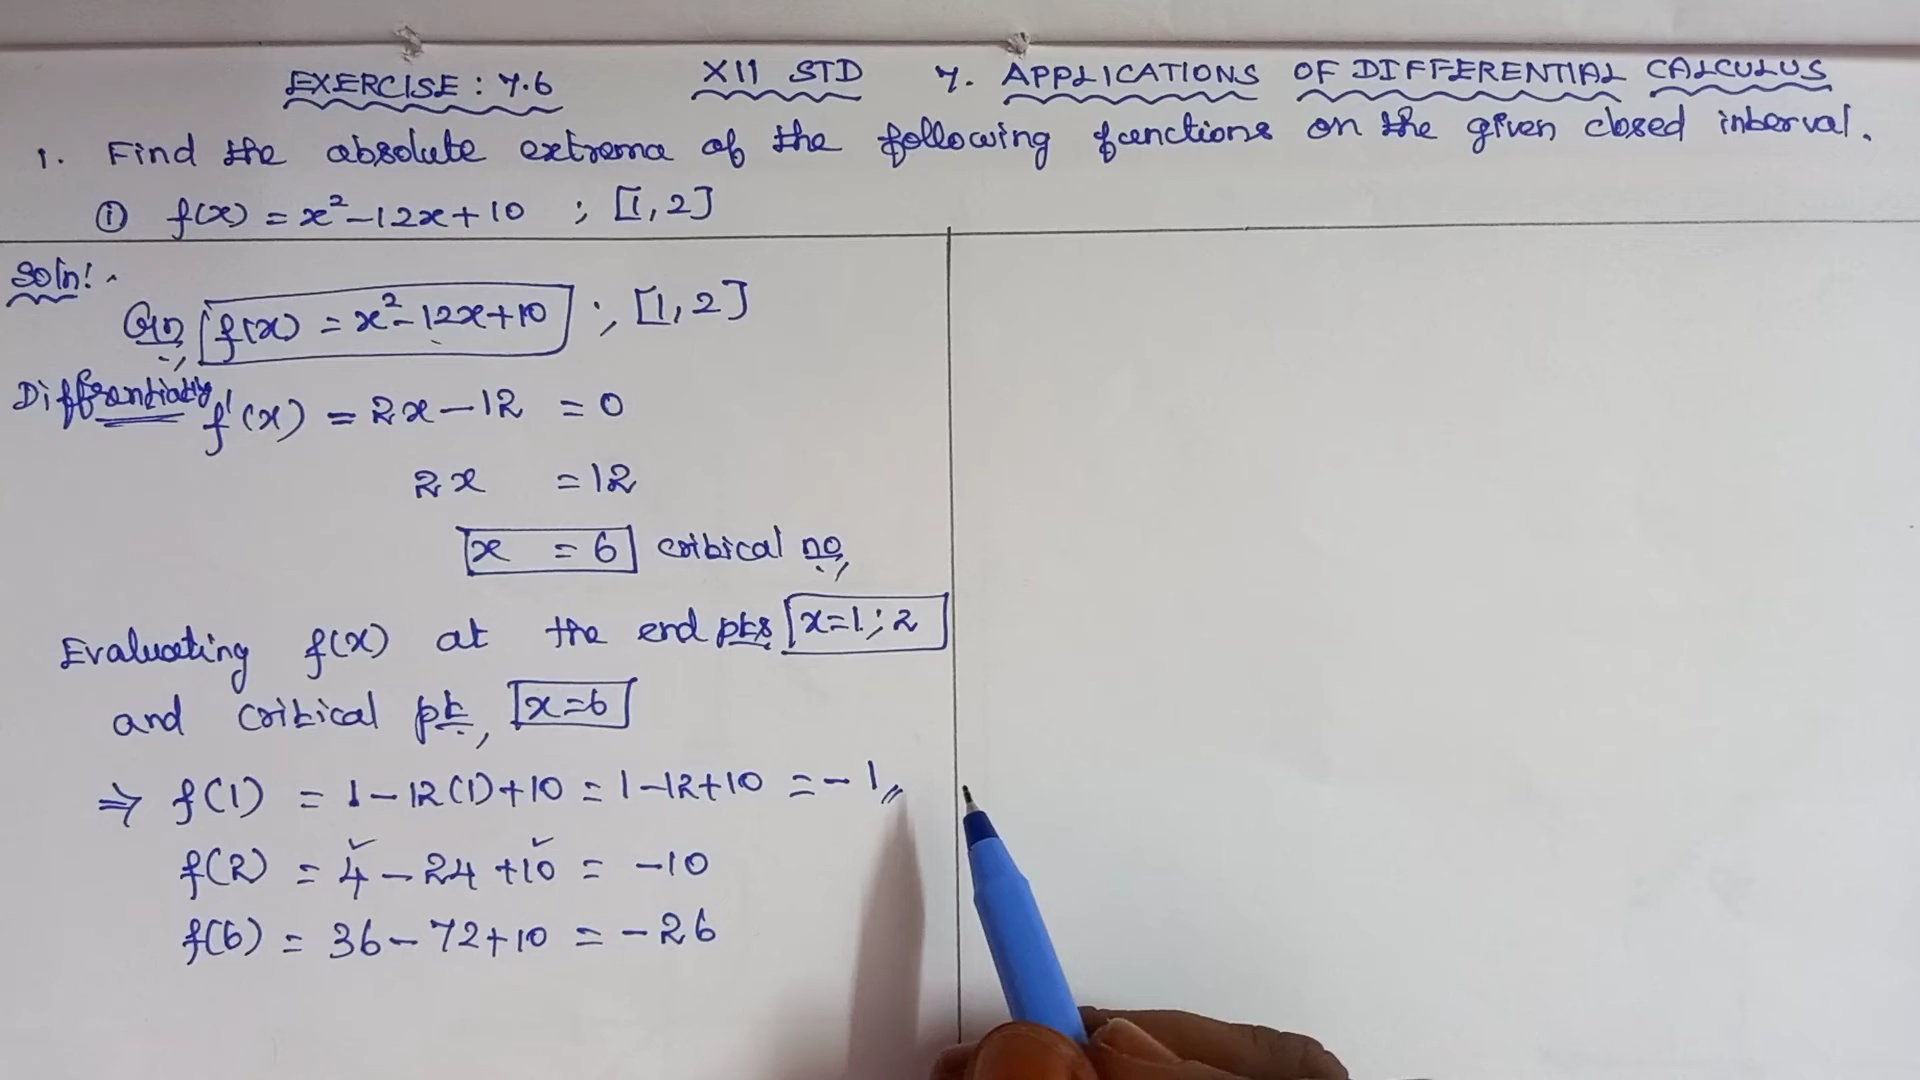 EXERCISE : 7.6 XII STD 7. APPLICATIONS OF DIFFERENTIAL CALCULUS
1. Find the absolute extrema of the following functions on the given closed interval.
① f(x) = x² - 12x + 10 ; [1, 2]
Soln:-
Gn f(x) = x² - 12x + 10 ; [1, 2]
Differentiating f'(x) = 2x - 12 = 0
2x = 12
x = 6 critical no
Evaluating f(x) at the end pts x = 1 ; 2
and critical pt, x = 6
⇒ f(1) = 1 - 12(1) + 10 = 1 - 12 + 10 = -1
f(2) = 4 - 24 + 10 = -10
f(6) = 36 - 72 + 10 = -26